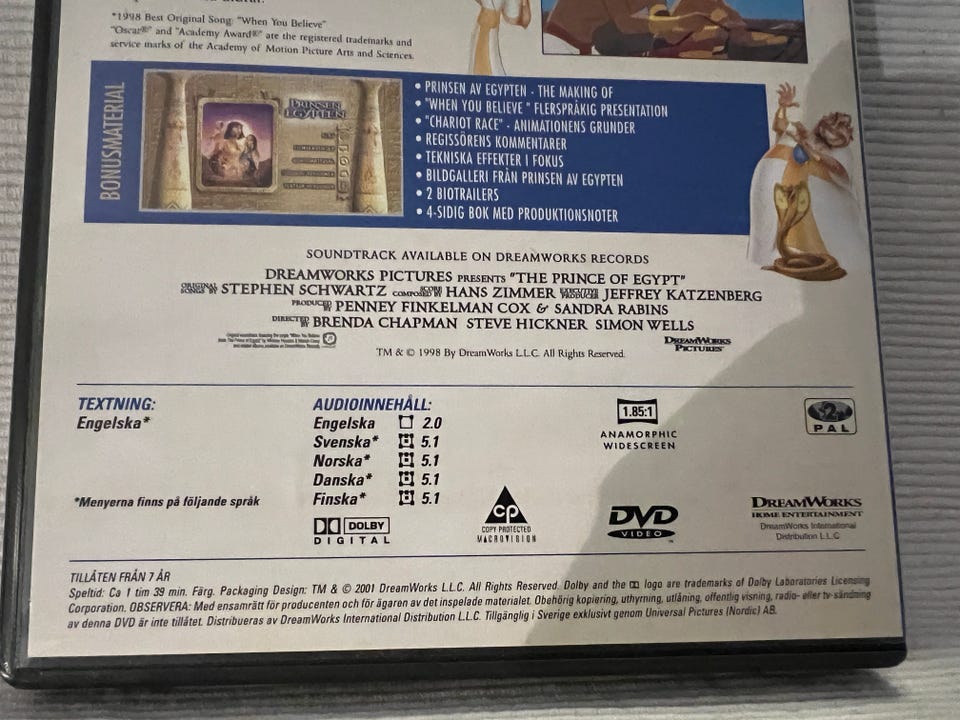 *1998 Best Original Song: "When You Believe"
"Oscar®" and "Academy Award®" are the registered trademarks and
service marks of the Academy of Motion Picture Arts and Sciences.
BONUSMATERIAL
PRINSEN
EGYPTEN
• PRINSEN AV EGYPTEN - THE MAKING OF
• "WHEN YOU BELIEVE" FLERSPRÅKIG PRESENTATION
• "CHARIOT RACE" - ANIMATIONENS GRUNDER
• REGISSÖRENS KOMMENTARER
• TEKNISKA EFFEKTER I FOKUS
• BILDGALLERI FRÅN PRINSEN AV EGYPTEN
• 2 BIOTRAILERS
• 4-SIDIG BOK MED PRODUKTIONSNOTER
SOUNDTRACK AVAILABLE ON DREAMWORKS RECORDS
DREAMWORKS PICTURES PRESENTS "THE PRINCE OF EGYPT"
ORIGINAL SONGS BY STEPHEN SCHWARTZ SCORE COMPOSED BY HANS ZIMMER EXECUTIVE PRODUCER JEFFREY KATZENBERG
PRODUCED BY PENNEY FINKELMAN COX & SANDRA RABINS
DIRECTED BY BRENDA CHAPMAN STEVE HICKNER SIMON WELLS
DREAMWORKS
PICTURES
TM & © 1998 By DreamWorks L.L.C. All Rights Reserved.
TEXTNING:
Engelska*
*Menyerna finns på följande språk
AUDIOINNEHÅLL:
Engelska 2.0
Svenska* 5.1
Norska* 5.1
Danska* 5.1
Finska* 5.1
DOLBY
DIGITAL
CP
COPY PROTECTED
MACROVISION
1.85:1
ANAMORPHIC
WIDESCREEN
DVD
VIDEO™
2
PAL
DREAMWORKS
HOME ENTERTAINMENT
DreamWorks International
Distribution L.L.C
TILLÅTEN FRÅN 7 ÅR
Speltid: Ca 1 tim 39 min. Färg. Packaging Design: TM & © 2001 DreamWorks L.L.C. All Rights Reserved. Dolby and the logo are trademarks of Dolby Laboratories Licensing
Corporation. OBSERVERA: Med ensamrätt för producenten och för ägaren av det inspelade materialet. Obehörig kopiering, uthyrning, utlåning, offentlig visning, radio- eller tv-sändning
av denna DVD är inte tillåtet. Distribueras av DreamWorks International Distribution L.L.C. Tillgänglig i Sverige exklusivt genom Universal Pictures (Nordic) AB.